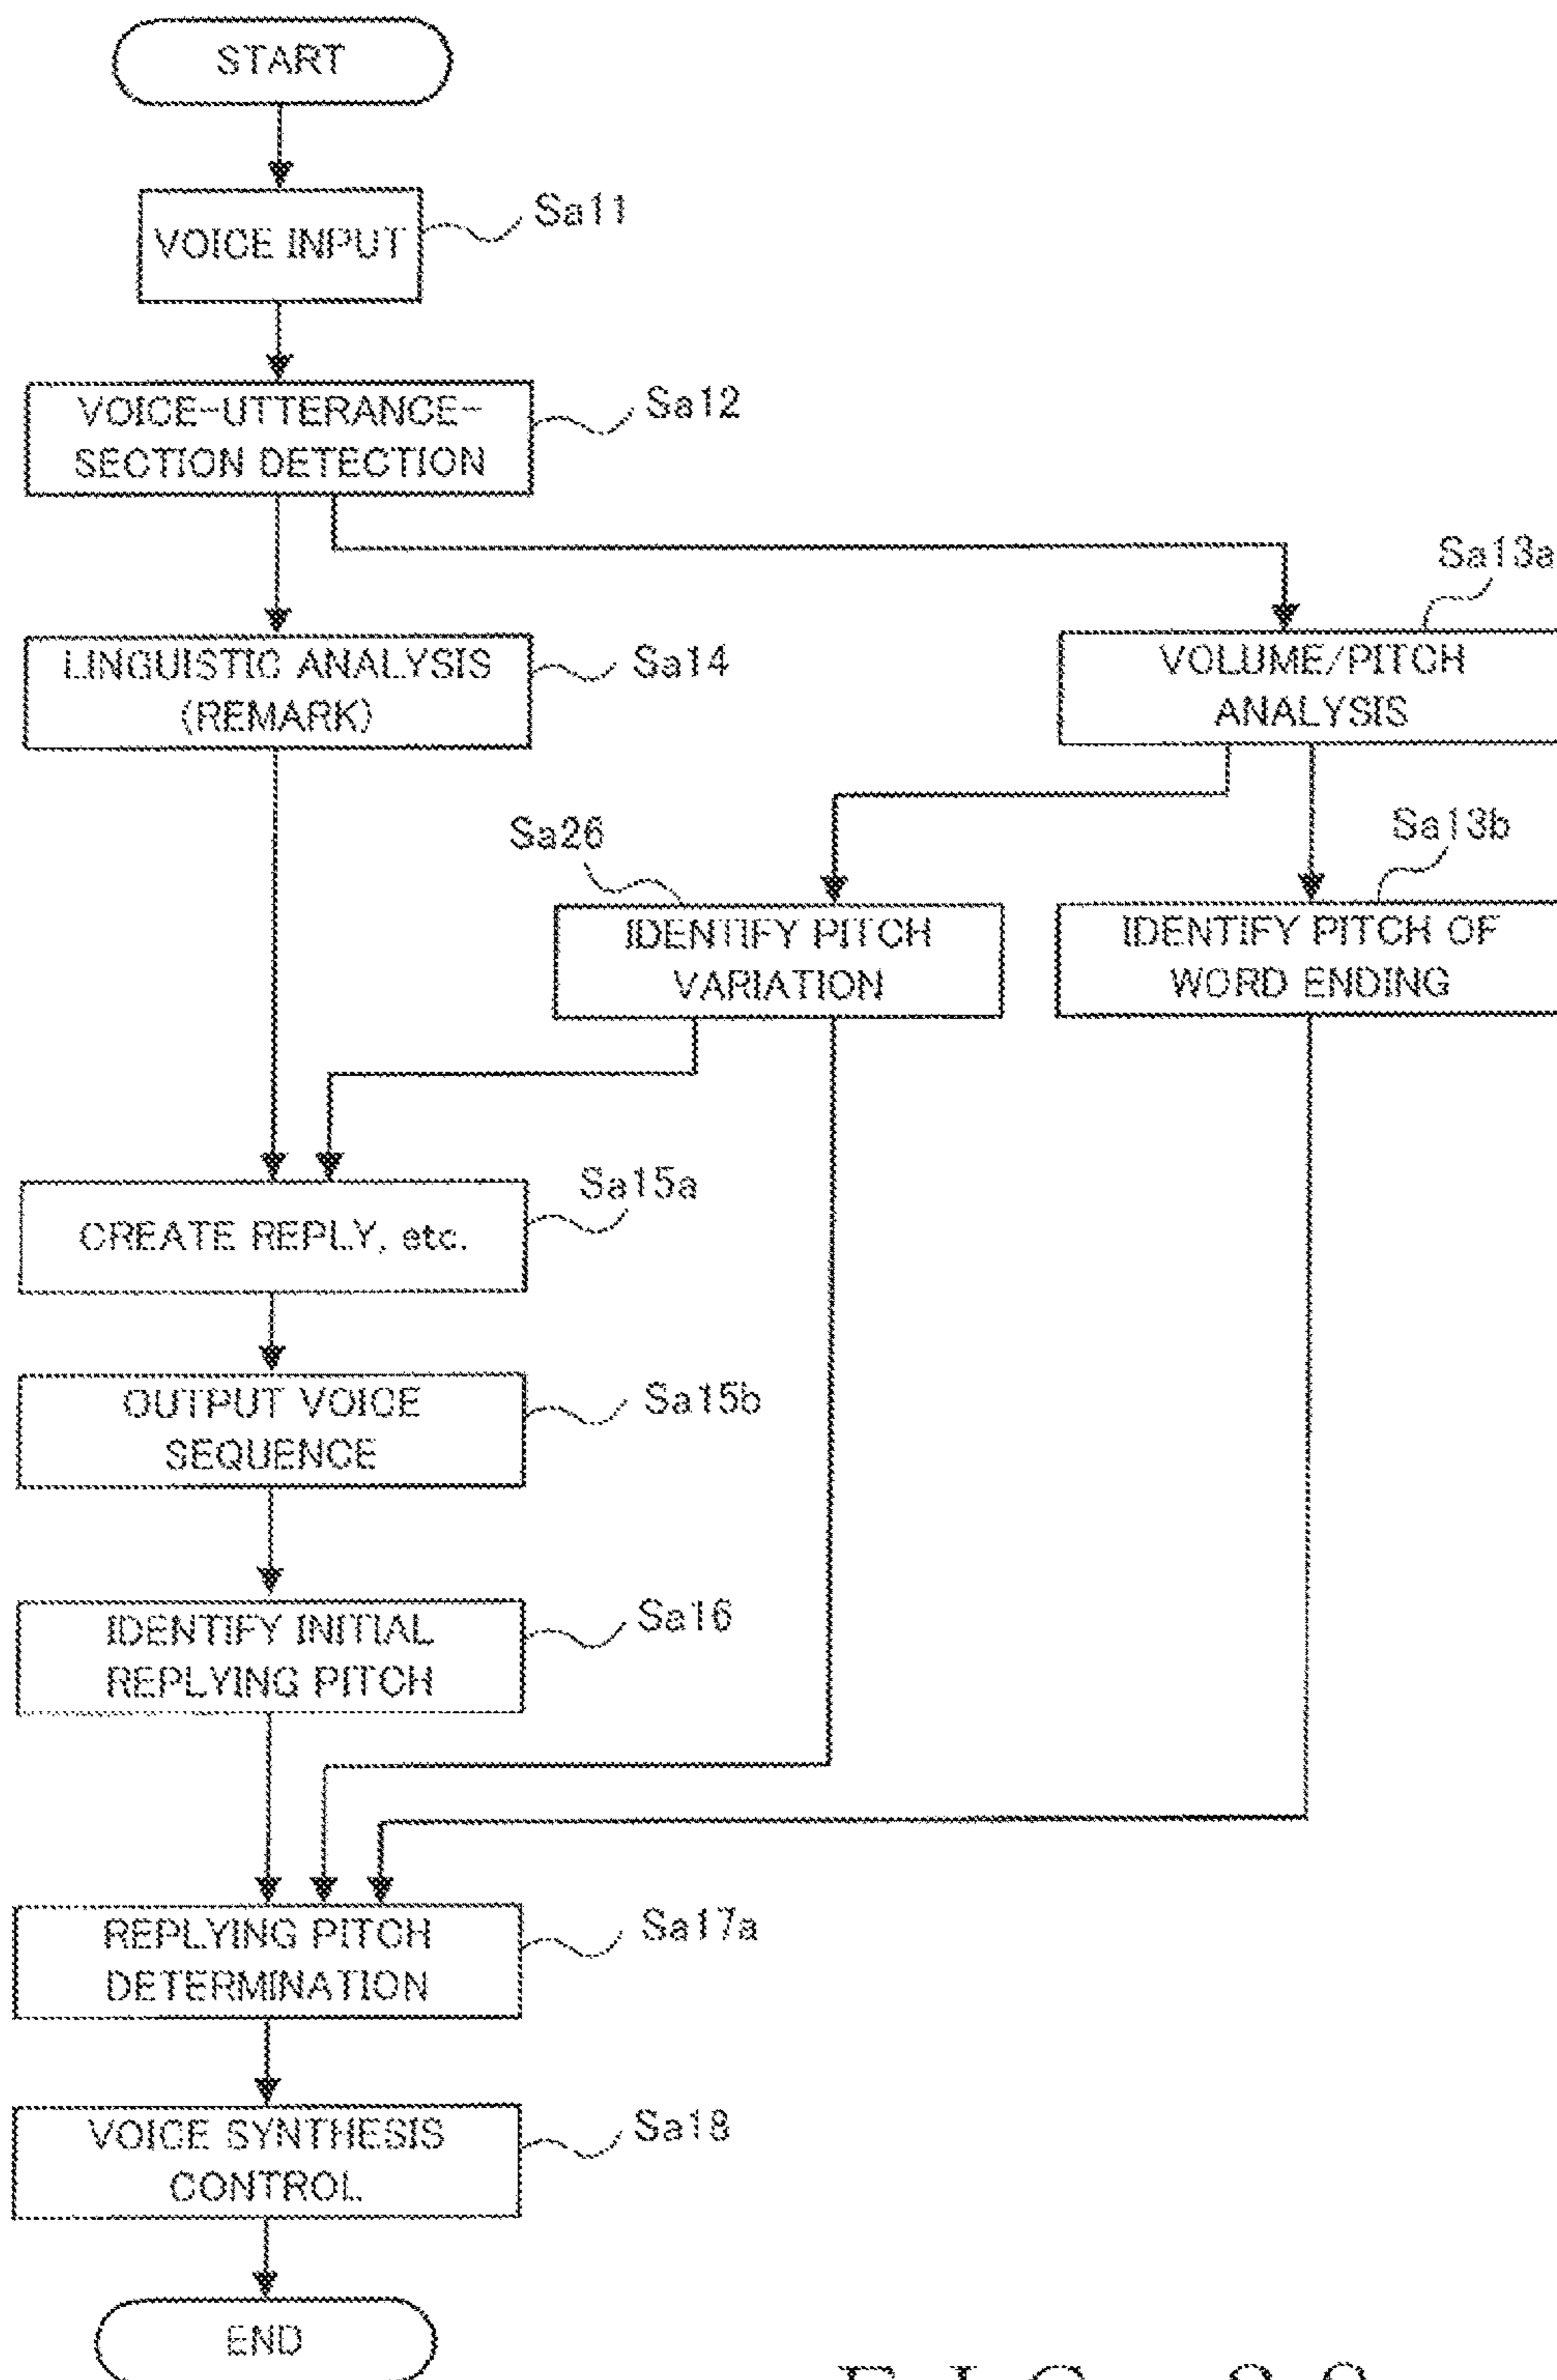 START
VOICE INPUT
Sa11
VOICE-UTTERANCE-
SECTION DETECTION
Sa12
Sa13a
LINGUISTIC ANALYSIS
(REMARK)
Sa14
VOLUME/PITCH
ANALYSIS
Sa26
Sa13b
IDENTIFY PITCH
VARIATION
IDENTIFY PITCH OF
WORD ENDING
CREATE REPLY, etc.
Sa15a
OUTPUT VOICE
SEQUENCE
Sa15b
IDENTIFY INITIAL
REPLYING PITCH
Sa16
REPLYING PITCH
DETERMINATION
Sa17a
VOICE SYNTHESIS
CONTROL
Sa18
END